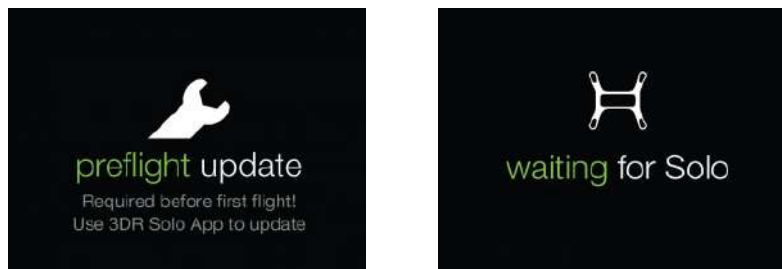 preflight update
Required before first flight!
Use 3DR Solo App to update
waiting for Solo